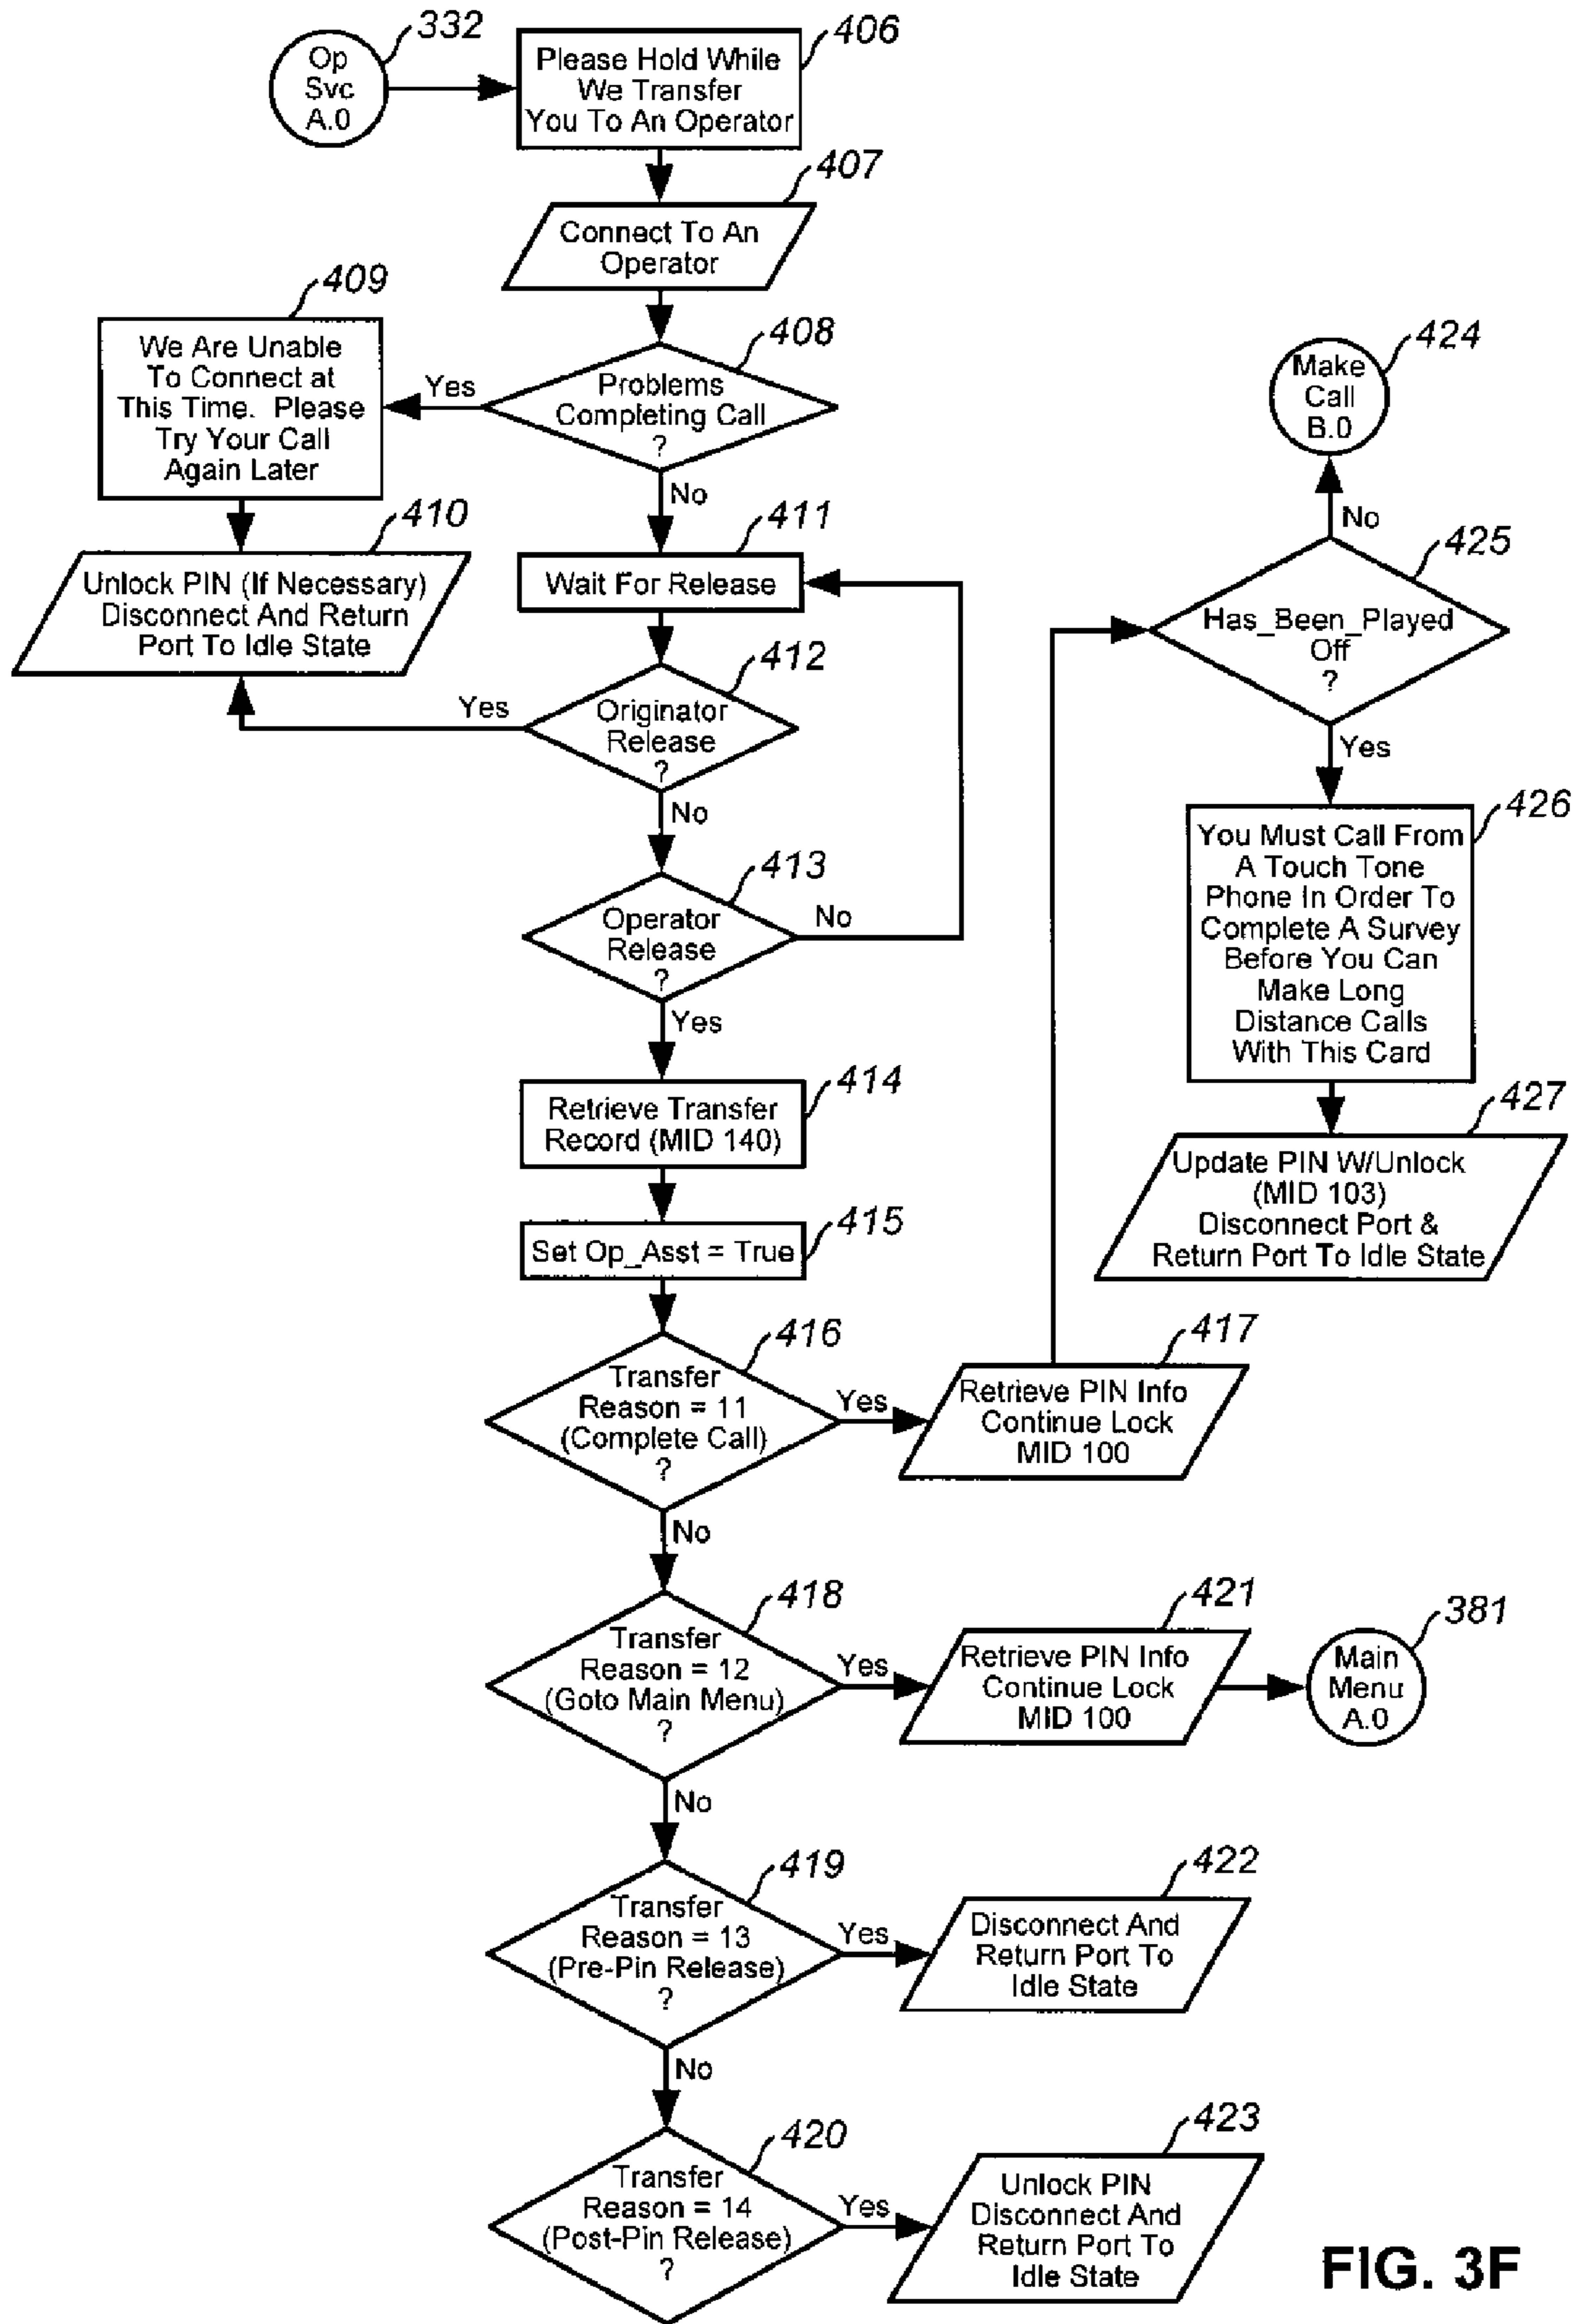 332
Op
Svc
A.0
406
Please Hold While
We Transfer
You To An Operator
407
Connect To An
Operator
408
Problems
Completing Call
?
Yes
No
409
We Are Unable
To Connect at
This Time. Please
Try Your Call
Again Later
410
Unlock PIN (If Necessary)
Disconnect And Return
Port To Idle State
411
Wait For Release
412
Originator
Release
?
Yes
No
413
Operator
Release
?
No
Yes
414
Retrieve Transfer
Record (MID 140)
415
Set Op_Asst = True
416
Transfer
Reason = 11
(Complete Call)
?
Yes
No
417
Retrieve PIN Info
Continue Lock
MID 100
424
Make
Call
B.0
No
425
Has_Been_Played
Off
?
Yes
426
You Must Call From
A Touch Tone
Phone In Order To
Complete A Survey
Before You Can
Make Long
Distance Calls
With This Card
427
Update PIN W/Unlock
(MID 103)
Disconnect Port &
Return Port To Idle State
418
Transfer
Reason = 12
(Goto Main Menu)
?
Yes
No
421
Retrieve PIN Info
Continue Lock
MID 100
381
Main
Menu
A.0
419
Transfer
Reason = 13
(Pre-Pin Release)
?
Yes
No
422
Disconnect And
Return Port To
Idle State
420
Transfer
Reason = 14
(Post-Pin Release)
?
Yes
423
Unlock PIN
Disconnect And
Return Port To
Idle State
FIG. 3F